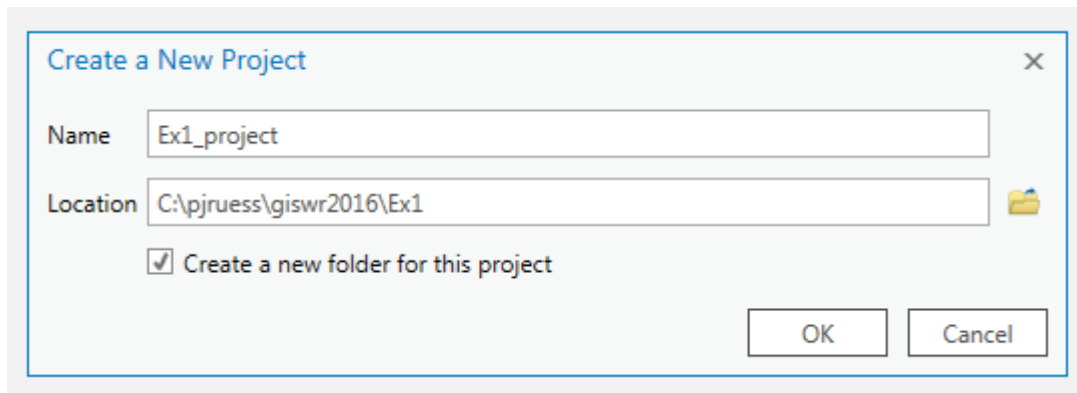 Create a New Project
Name Ex1_project
Location C:\pjruess\giswr2016\Ex1
Create a new folder for this project
OK Cancel